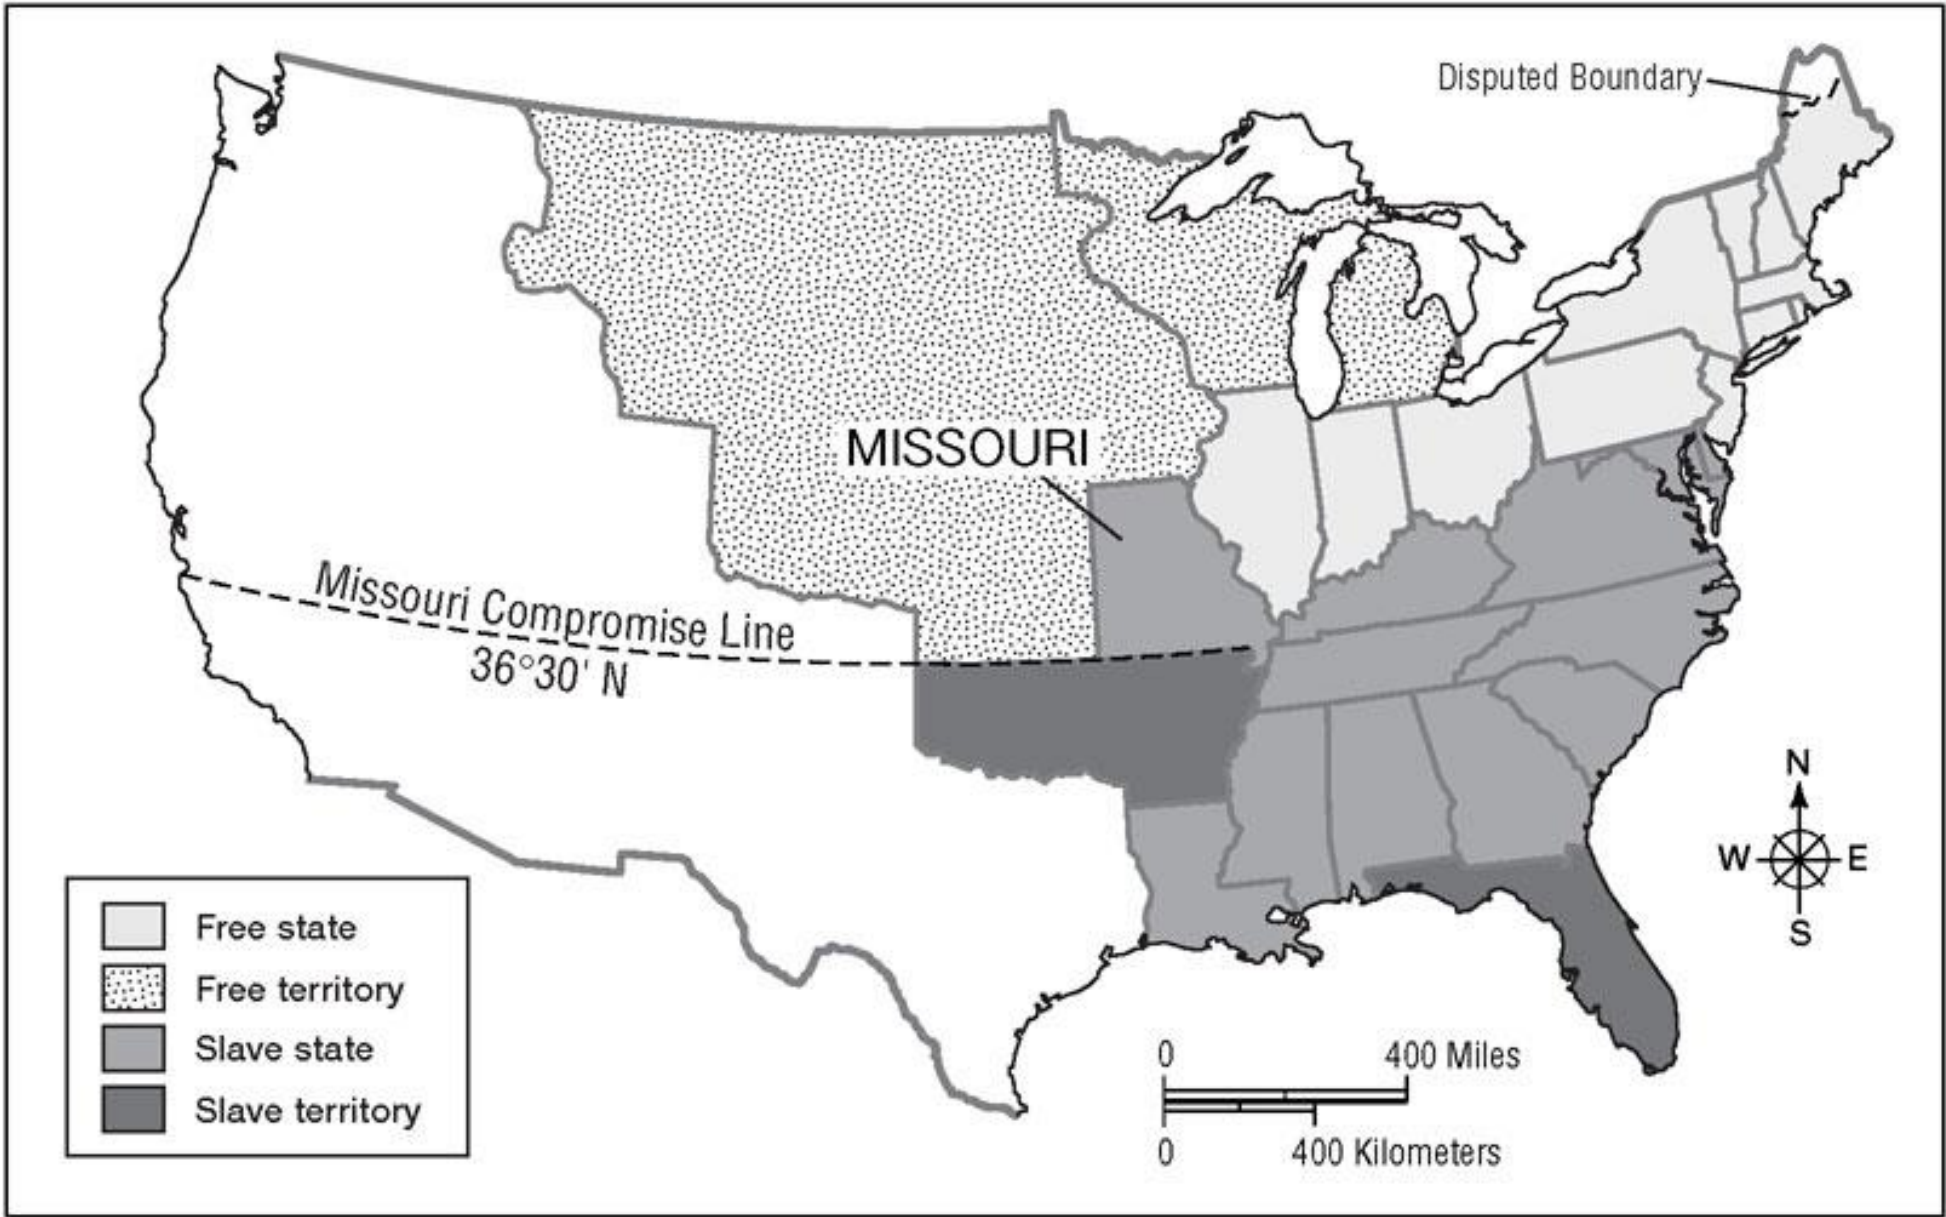 Disputed Boundary
MISSOURI
Missouri Compromise Line
36°30' N
N
W
E
S
Free state
Free territory
Slave state
Slave territory
0
400 Miles
0
400 Kilometers